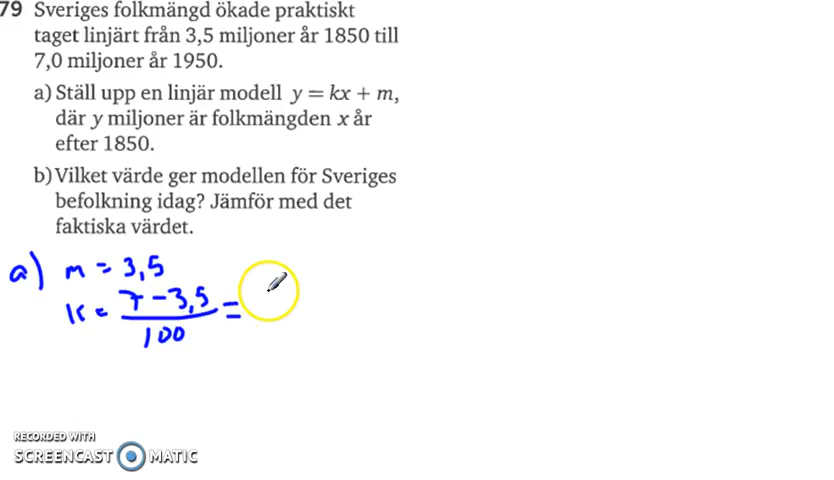 79 Sveriges folkmängd ökade praktiskt
taget linjärt från 3,5 miljoner år 1850 till
7,0 miljoner år 1950.
a) Ställ upp en linjär modell y = kx + m,
där y miljoner är folkmängden x år
efter 1850.
b) Vilket värde ger modellen för Sveriges
befolkning idag? Jämför med det
faktiska värdet.
a) m = 3,5
k = 7 - 3,5 =
100
RECORDED WITH
SCREENCAST MATIC